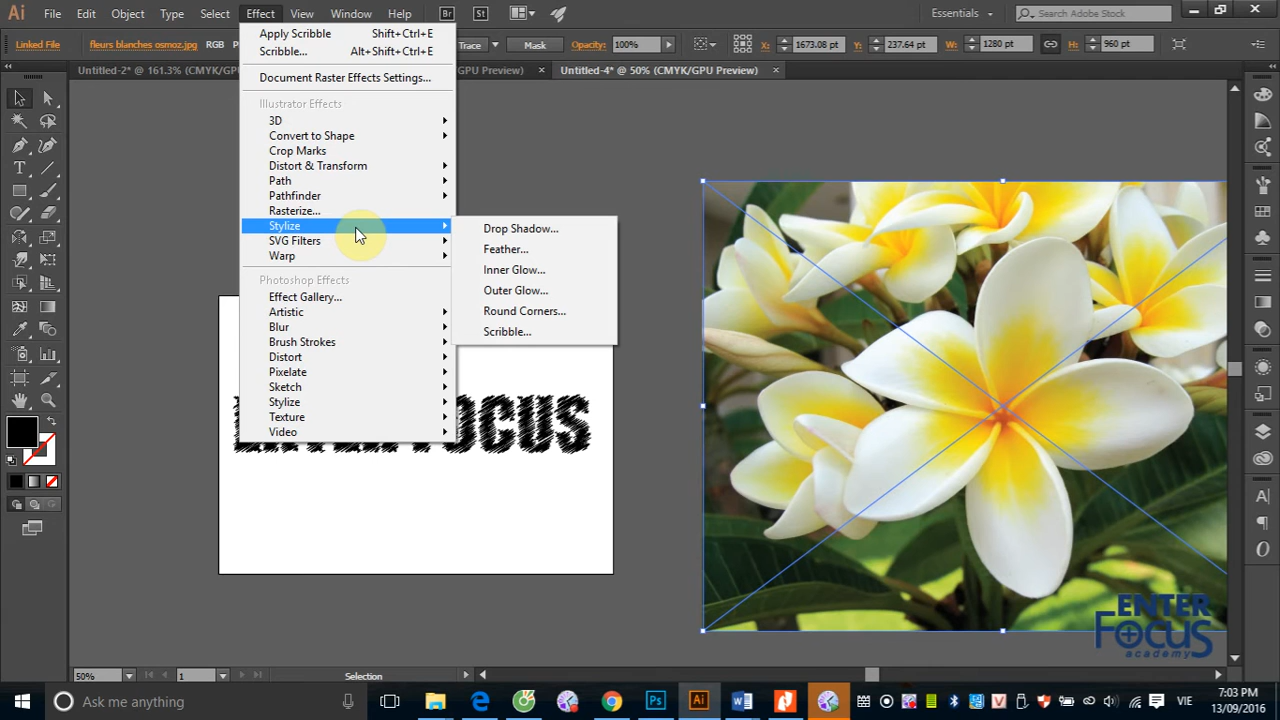 File Edit Object Type Select Effect View Window Help Br St Essentials Search Adobe Stock
Linked File fleurs blanches osmoz.jpg RGB Trace Mask Opacity: 100% X: 1673.08 pt Y: 237.64 pt W: 1280 pt H: 960 pt
Untitled-2* @ 161.3% (CMYK/GPU Preview) × Untitled-4* @ 50% (CMYK/GPU Preview) ×
Apply Scribble Shift+Ctrl+E
Scribble... Alt+Shift+Ctrl+E
Document Raster Effects Settings...
Illustrator Effects
3D
Convert to Shape
Crop Marks
Distort & Transform
Path
Pathfinder
Rasterize...
Stylize
SVG Filters
Warp
Drop Shadow...
Feather...
Inner Glow...
Outer Glow...
Round Corners...
Scribble...
Photoshop Effects
Effect Gallery...
Artistic
Blur
Brush Strokes
Distort
Pixelate
Sketch
Stylize
Texture
Video
FOCUS
ENTER
FOCUS
academy
50% 1 Selection
Ask me anything VIE 7:03 PM
13/09/2016